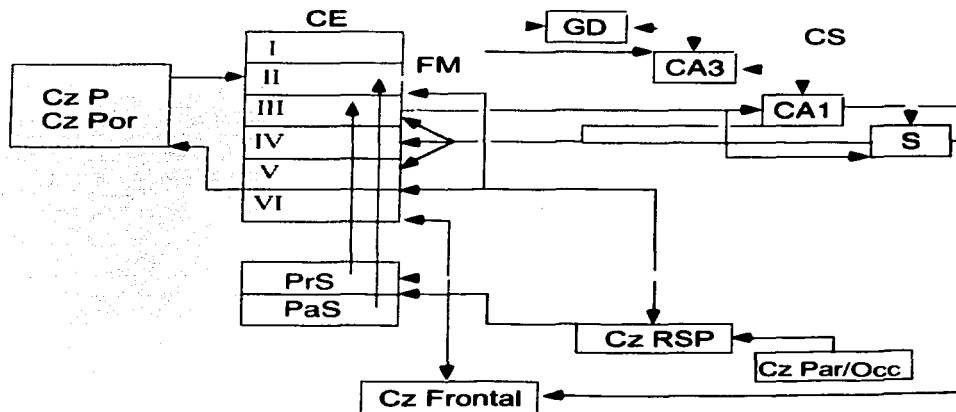 CE
GD
CS
I
FM
II
CA3
Cz P
Cz Por
III
CA1
IV
S
V
VI
PrS
PaS
Cz RSP
Cz Par/Occ
Cz Frontal